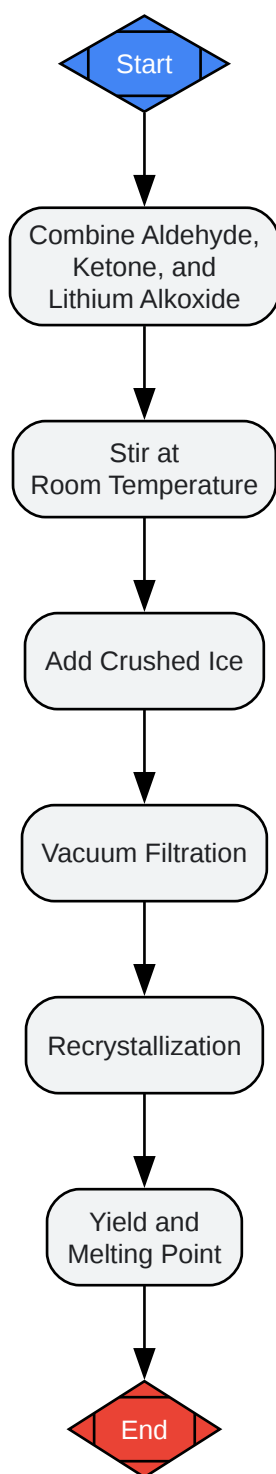 Start
Combine Aldehyde,
Ketone, and
Lithium Alkoxide
Stir at
Room Temperature
Add Crushed Ice
Vacuum Filtration
Recrystallization
Yield and
Melting Point
End